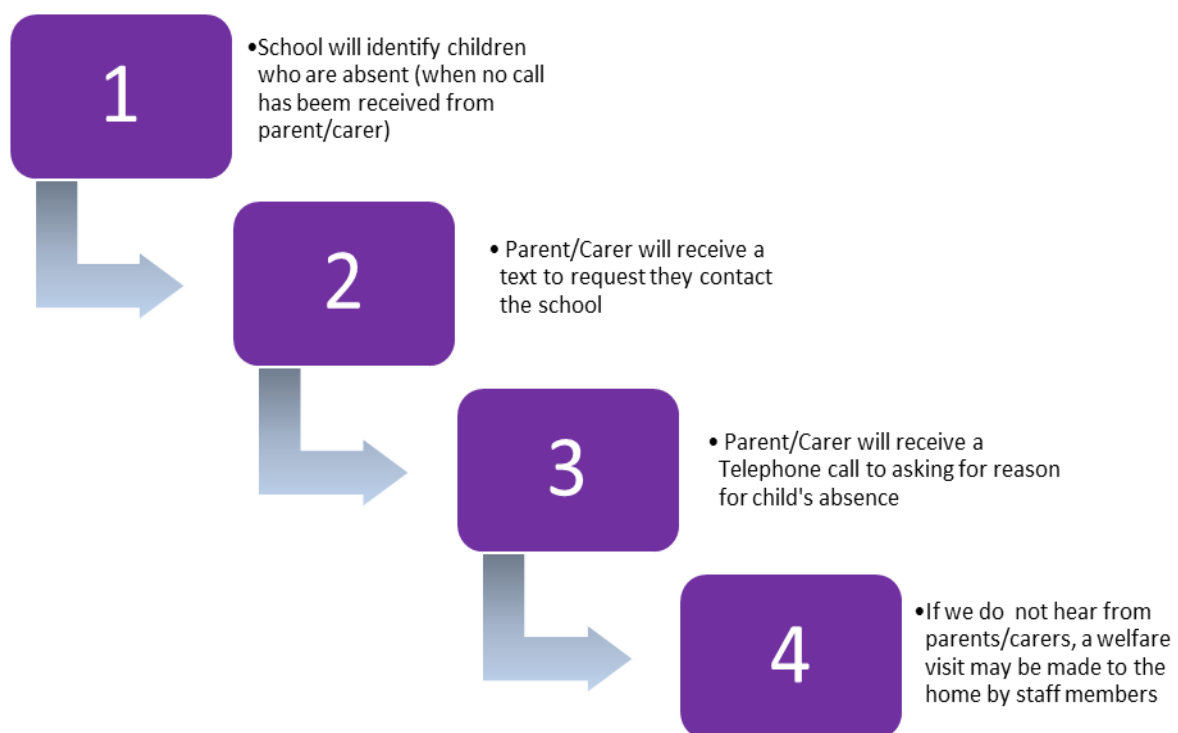 1
•School will identify children
who are absent (when no call
has beem received from
parent/carer)
2
• Parent/Carer will receive a
text to request they contact
the school
3
• Parent/Carer will receive a
Telephone call to asking for reason
for child's absence
4
•If we do  not hear from
parents/carers, a welfare
visit may be made to the
home by staff members